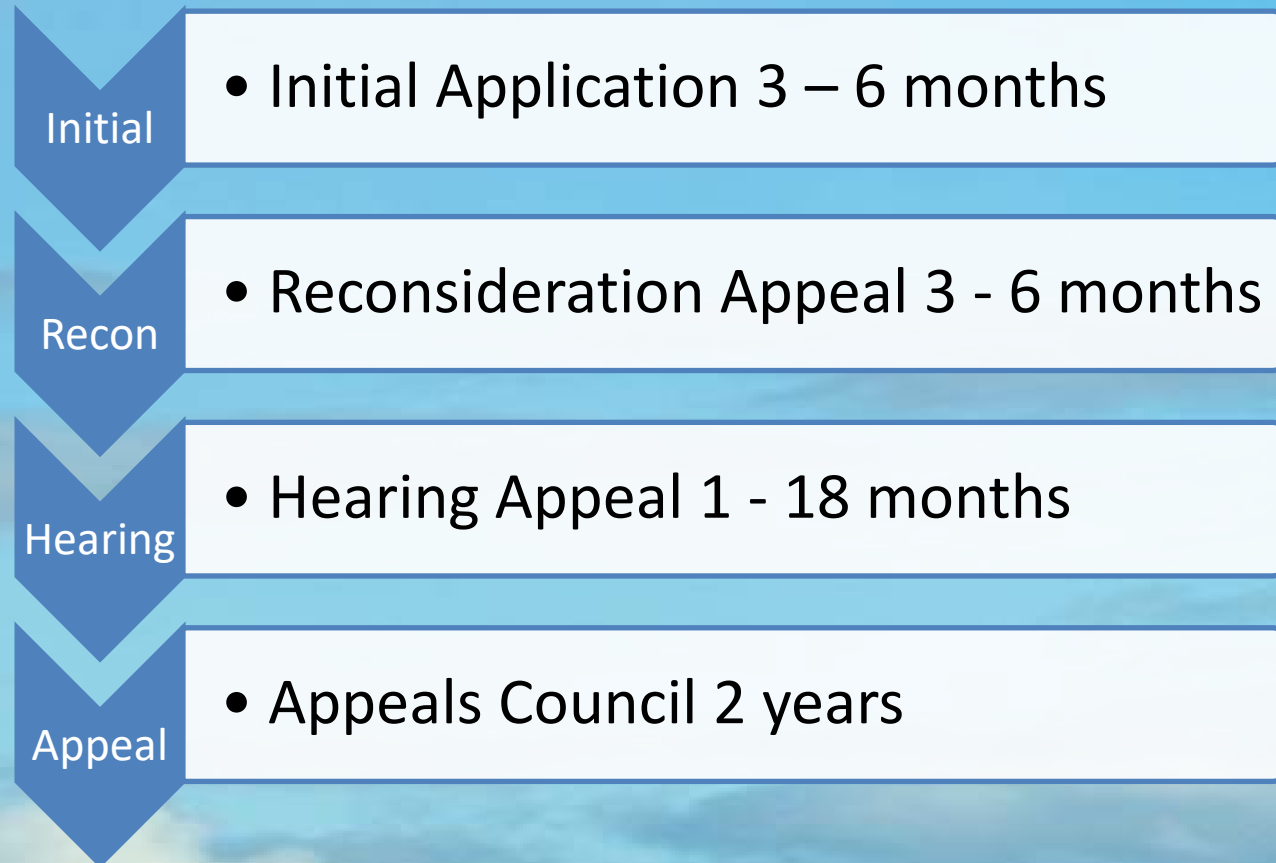 Initial
• Initial Application 3 – 6 months
Recon
• Reconsideration Appeal 3 - 6 months
Hearing
• Hearing Appeal 1 - 18 months
Appeal
• Appeals Council 2 years